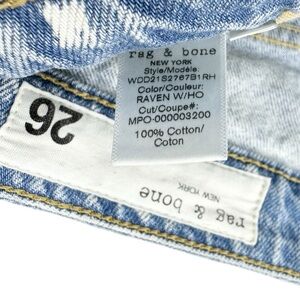 rag & bone
NEW YORK
Style/Modéle:
WDD21S2767B1RH
Color/Couleur:
RAVEN W/HO
Cut/Coupe#:
MPO-000003200
100% Cotton/
Coton
26
rag & bone
NEW YORK